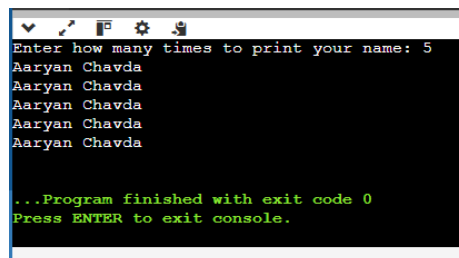 Enter how many times to print your name: 5
Aaryan Chavda
Aaryan Chavda
Aaryan Chavda
Aaryan Chavda
Aaryan Chavda
...Program finished with exit code 0
Press ENTER to exit console.